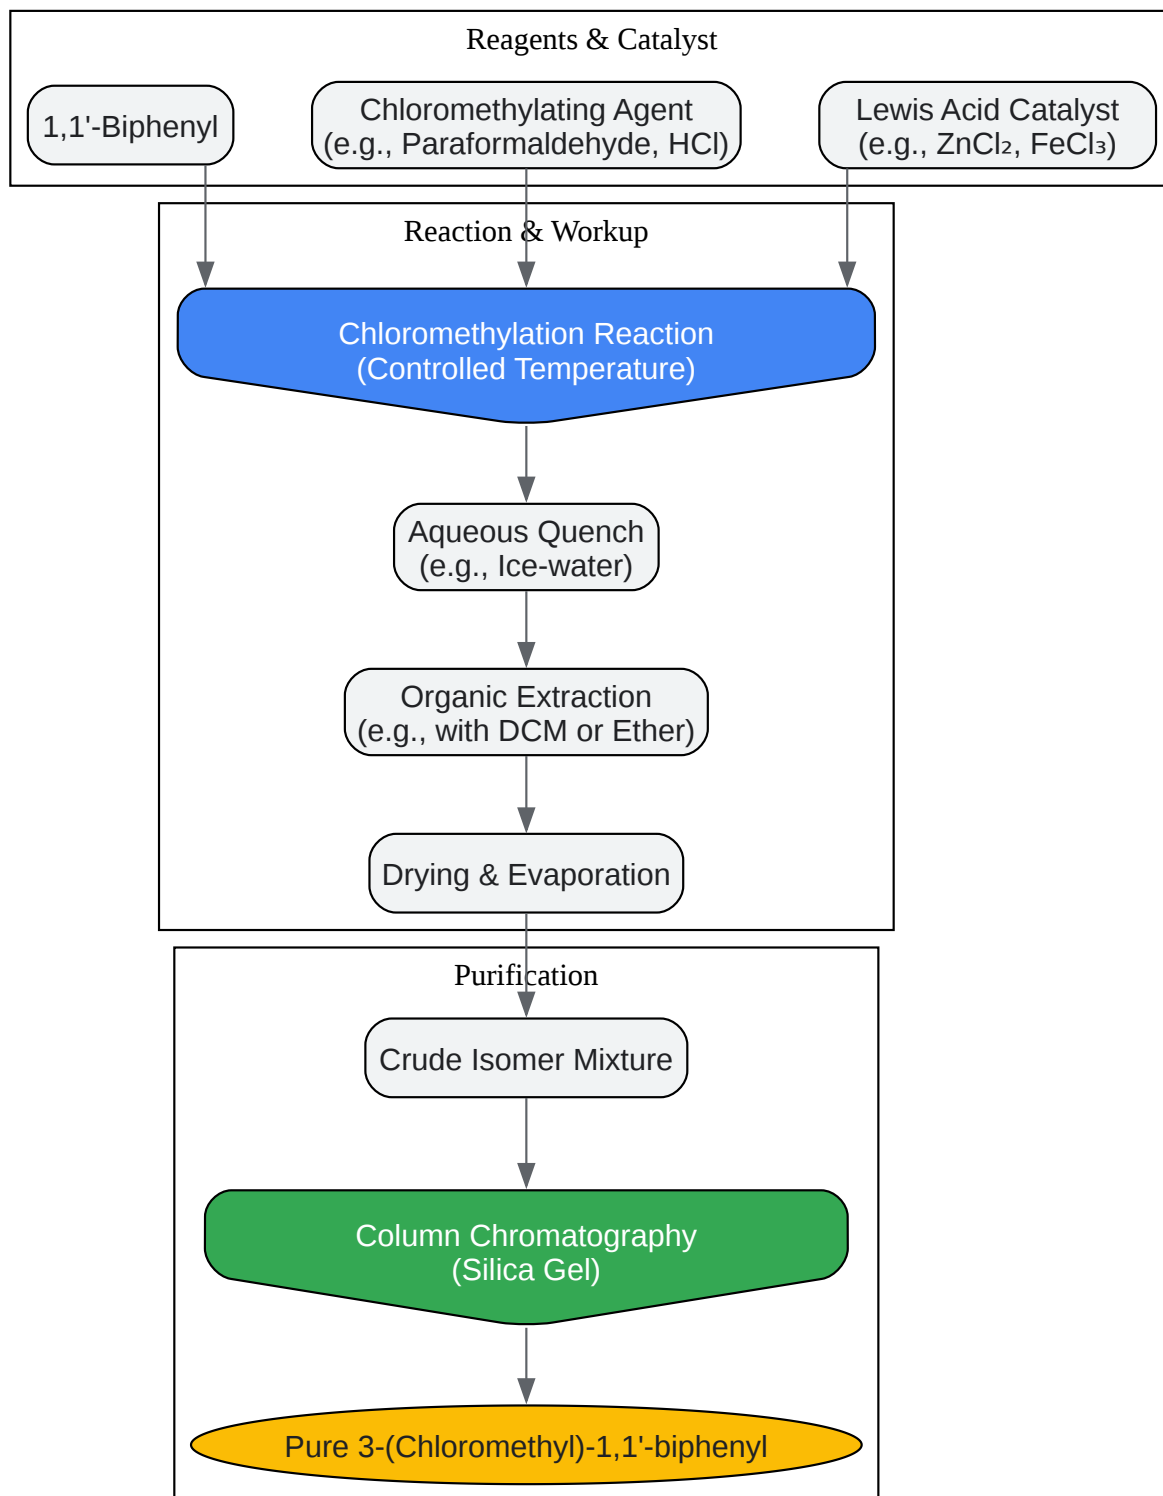 Reagents & Catalyst
1,1'-Biphenyl
Chloromethylating Agent
(e.g., Paraformaldehyde, HCl)
Lewis Acid Catalyst
(e.g., ZnCl₂, FeCl₃)
Reaction & Workup
Chloromethylation Reaction
(Controlled Temperature)
Aqueous Quench
(e.g., Ice-water)
Organic Extraction
(e.g., with DCM or Ether)
Drying & Evaporation
Purification
Crude Isomer Mixture
Column Chromatography
(Silica Gel)
Pure 3-(Chloromethyl)-1,1'-biphenyl